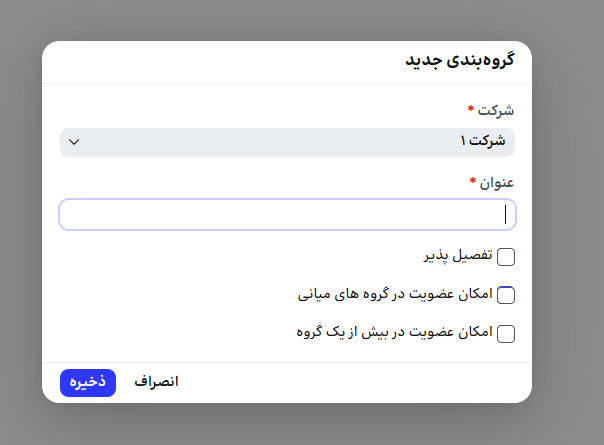 گروه‌بندی جدید
شرکت *
شرکت ۱
عنوان *
تفصیل پذیر
امکان عضویت در گروه های میانی
امکان عضویت در بیش از یک گروه
انصراف
ذخیره